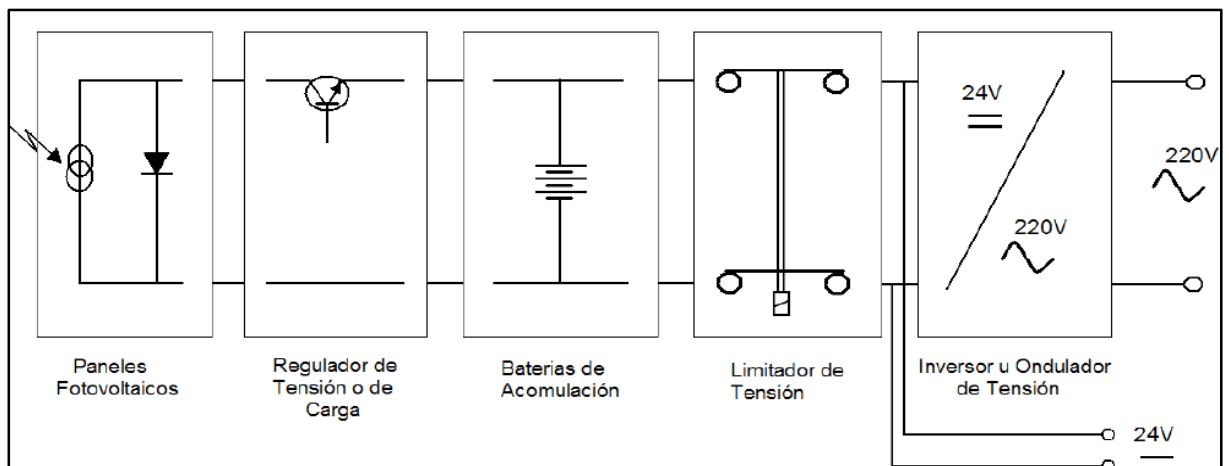 24V
220V
220V
Paneles
Fotovoltaicos
Regulador de
Tensión o de
Carga
Baterias de
Acomulación
Limitador de
Tensión
Inversor u Ondulador
de Tensión
24V